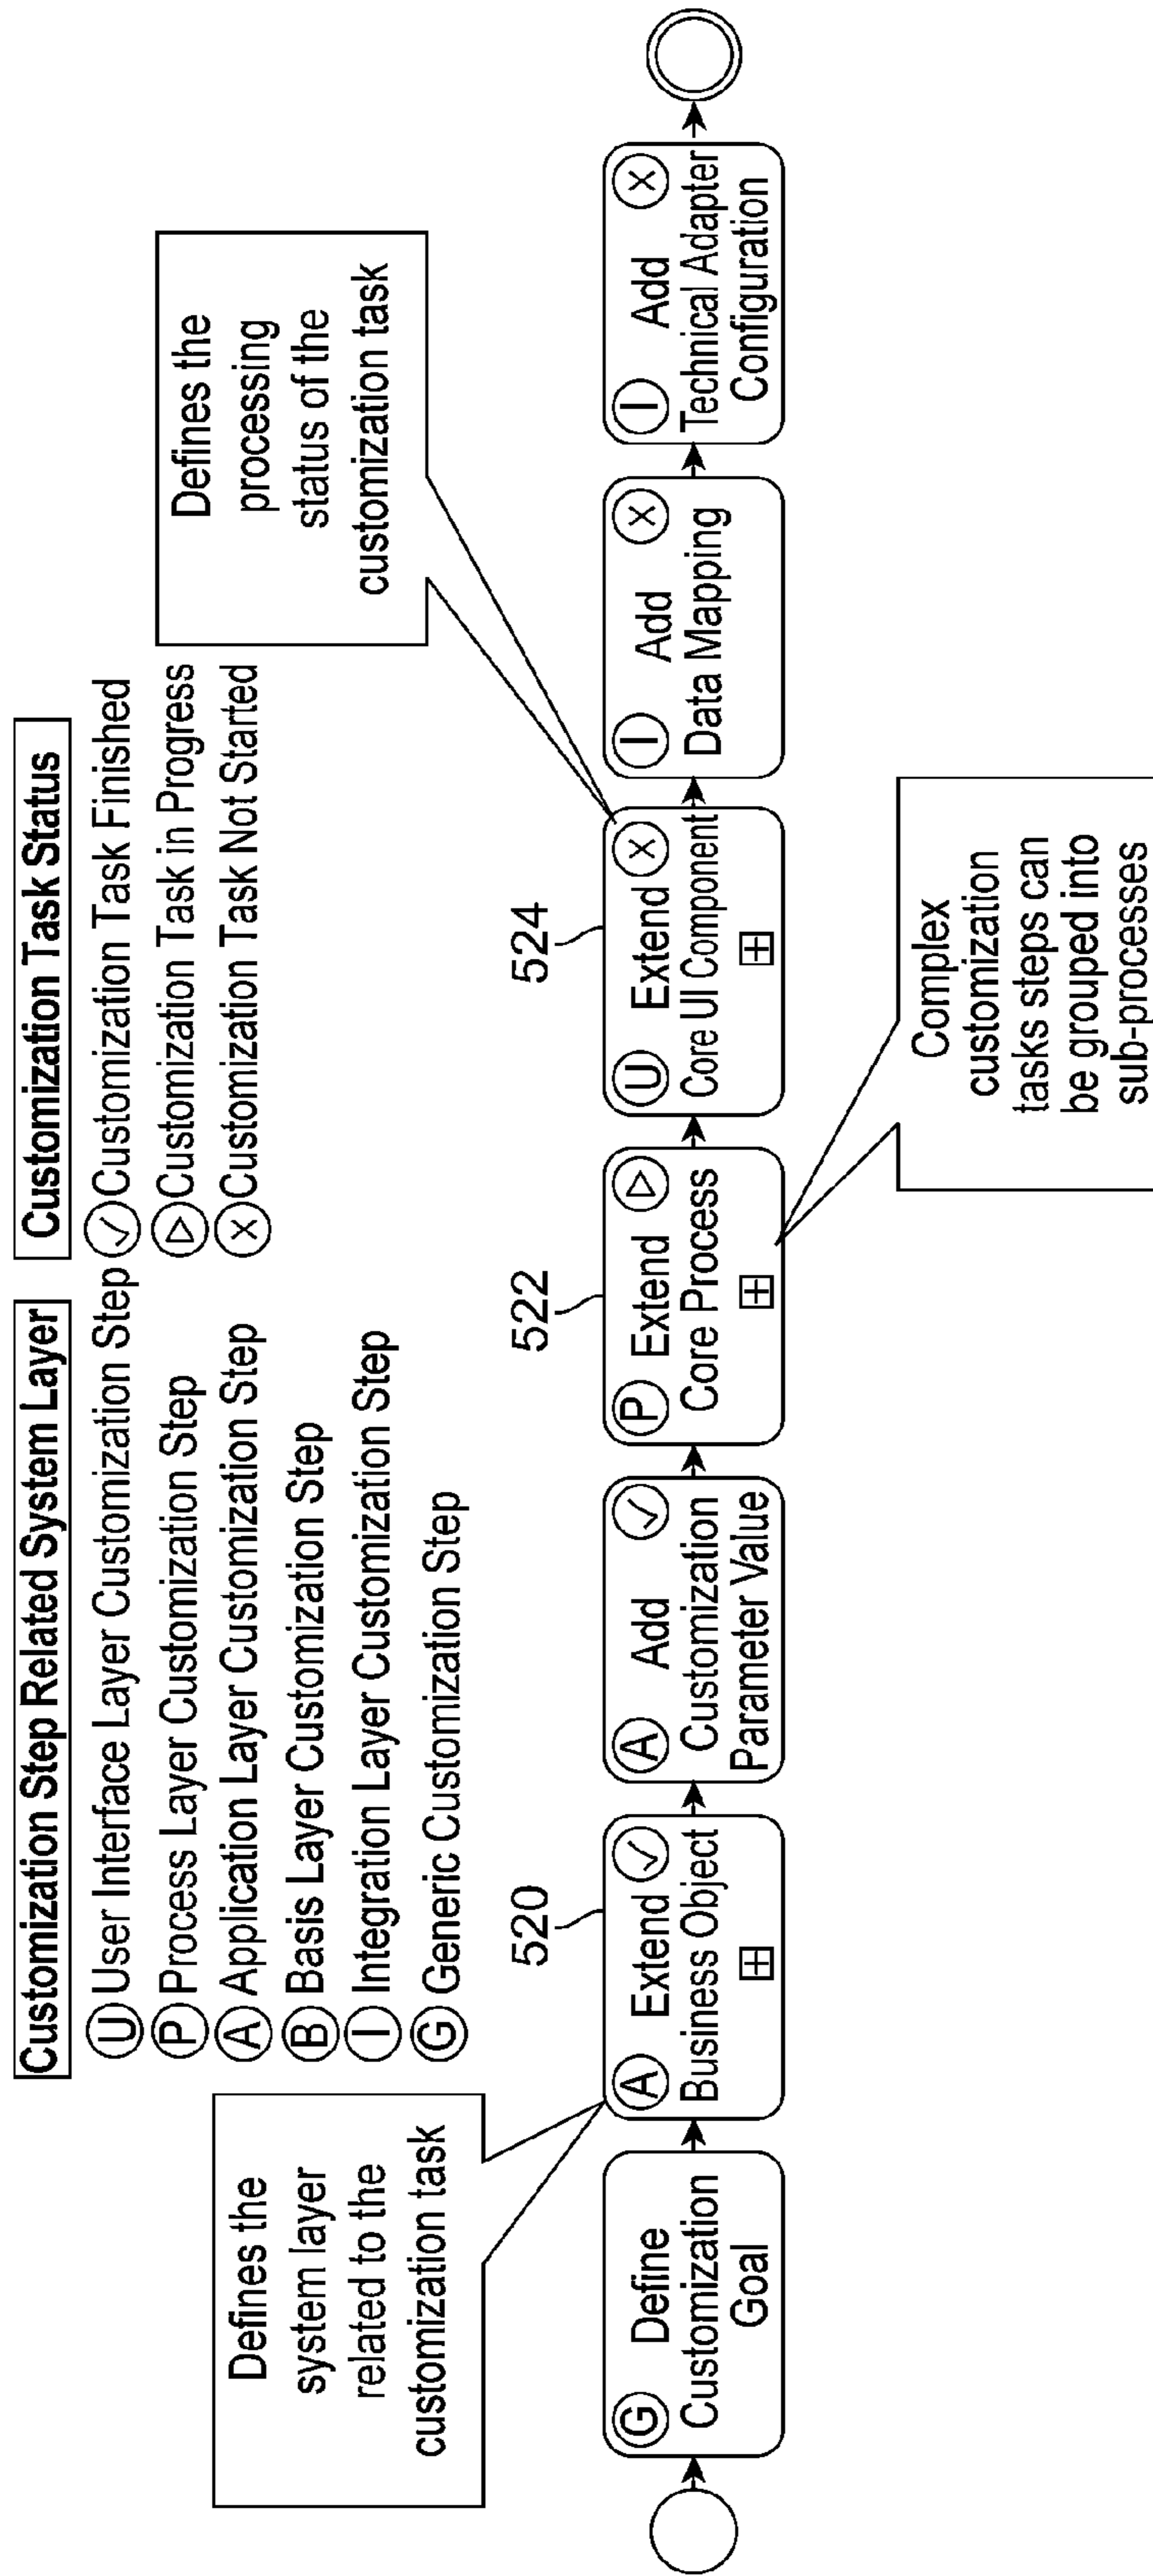 Customization Step Related System Layer
U User Interface Layer Customization Step
P Process Layer Customization Step
A Application Layer Customization Step
B Basis Layer Customization Step
I Integration Layer Customization Step
G Generic Customization Step
Customization Task Status
✓ Customization Task Finished
▷ Customization Task in Progress
X Customization Task Not Started
Defines the
system layer
related to the
customization task
Defines the
processing
status of the
customization task
520
522
524
G Define
Customization
Goal
A Extend ✓
Business Object
A Add ✓
Customization
Parameter Value
P Extend ▷
Core Process
U Extend X
Core UI Component
I Add X
Data Mapping
I Add X
Technical Adapter
Configuration
Complex
customization
tasks steps can
be grouped into
sub-processes